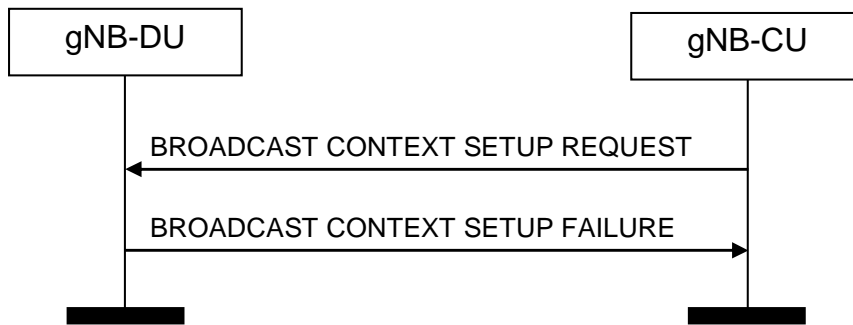 gNB-DU
gNB-CU
BROADCAST CONTEXT SETUP REQUEST
BROADCAST CONTEXT SETUP FAILURE